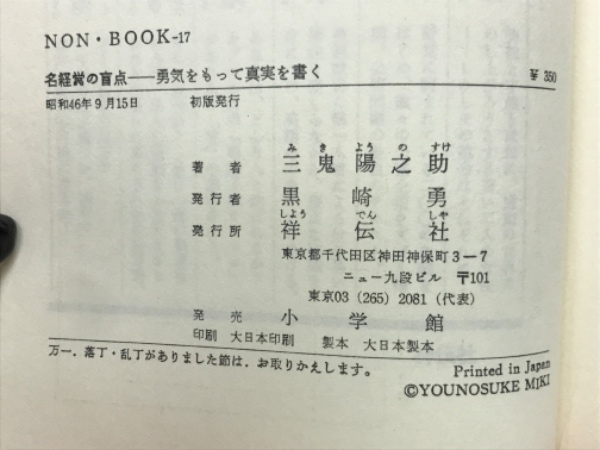 NON・BOOK-17
名経営の盲点——勇気をもって真実を書く ¥350
昭和46年9月15日 初版発行
みきようのすけ
著者 三鬼陽之助
発行者 黒崎勇
しようでんしや
発行所 祥伝社
東京都千代田区神田神保町3-7
ニュー九段ビル 〒101
東京03(265)2081(代表)
発売 小学館
印刷 大日本印刷 製本 大日本製本
万一、落丁・乱丁がありました節は、お取りかえします。
Printed in Japan
©YOUNOSUKE MIKI